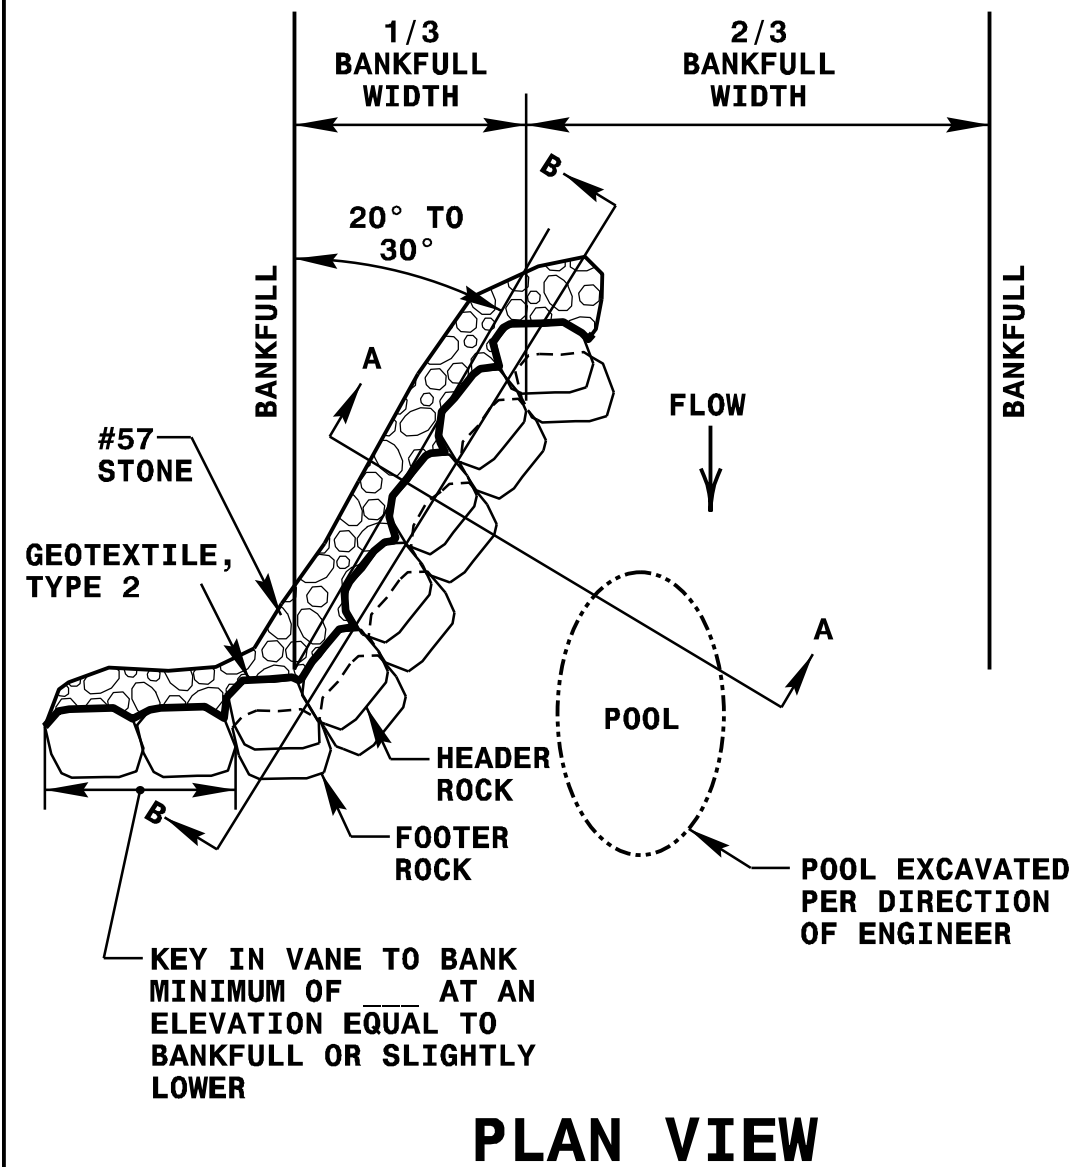 1/3
BANKFULL
WIDTH
2/3
BANKFULL
WIDTH
B
20° TO
30°
BANKFULL
BANKFULL
A
FLOW
#57
STONE
GEOTEXTILE,
TYPE 2
A
POOL
HEADER
ROCK
B
FOOTER
ROCK
POOL EXCAVATED
PER DIRECTION
OF ENGINEER
KEY IN VANE TO BANK
MINIMUM OF ___ AT AN
ELEVATION EQUAL TO
BANKFULL OR SLIGHTLY
LOWER
PLAN VIEW